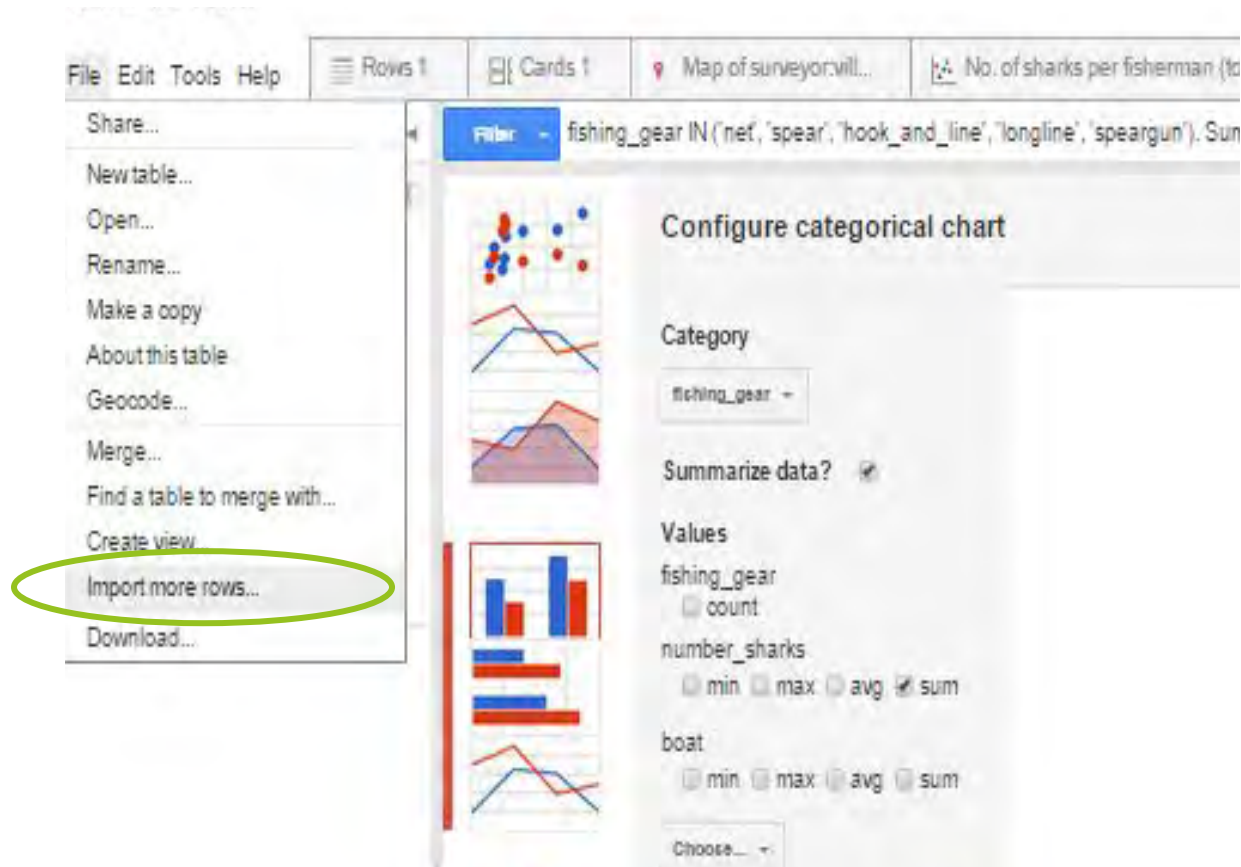 File Edit Tools Help
Rows 1
Cards 1
Map of surveyor:vill...
No. of sharks per fisherman (to
Share...
New table...
Open...
Rename...
Make a copy
About this table
Geocode...
Merge...
Find a table to merge with...
Create view
Import more rows...
Download...
Filter
fishing_gear IN ('net', 'spear', 'hook_and_line', 'longline', 'speargun'). Sum
Configure categorical chart
Category
fishing_gear
Summarize data?
Values
fishing_gear
count
number_sharks
min max avg sum
boat
min max avg sum
Choose...